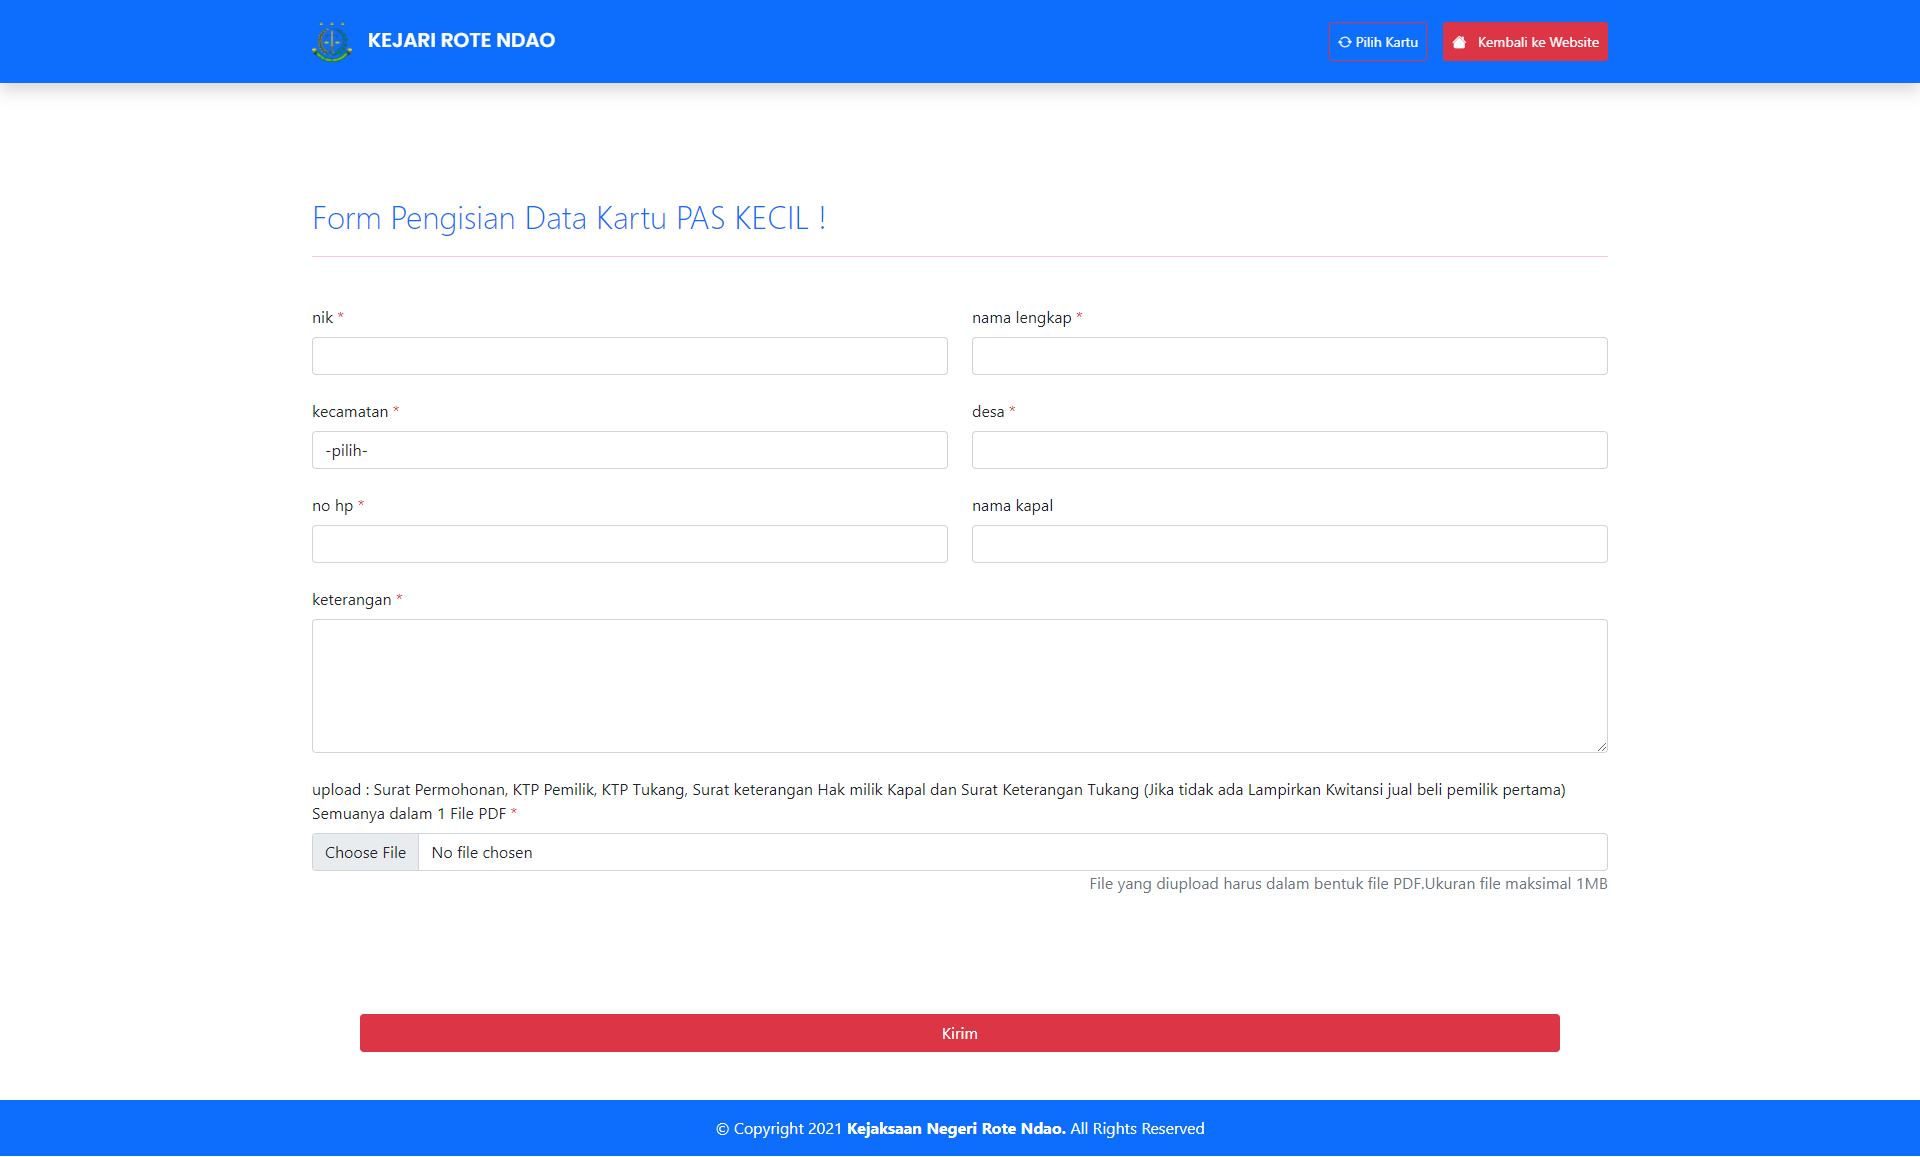 KEJARI ROTE NDAO
Pilih Kartu
Kembali ke Website
Form Pengisian Data Kartu PAS KECIL !
nik *
nama lengkap *
kecamatan *
desa *
-pilih-
no hp *
nama kapal
keterangan *
upload : Surat Permohonan, KTP Pemilik, KTP Tukang, Surat keterangan Hak milik Kapal dan Surat Keterangan Tukang (Jika tidak ada Lampirkan Kwitansi jual beli pemilik pertama)
Semuanya dalam 1 File PDF *
Choose File No file chosen
File yang diupload harus dalam bentuk file PDF.Ukuran file maksimal 1MB
Kirim
© Copyright 2021 Kejaksaan Negeri Rote Ndao. All Rights Reserved